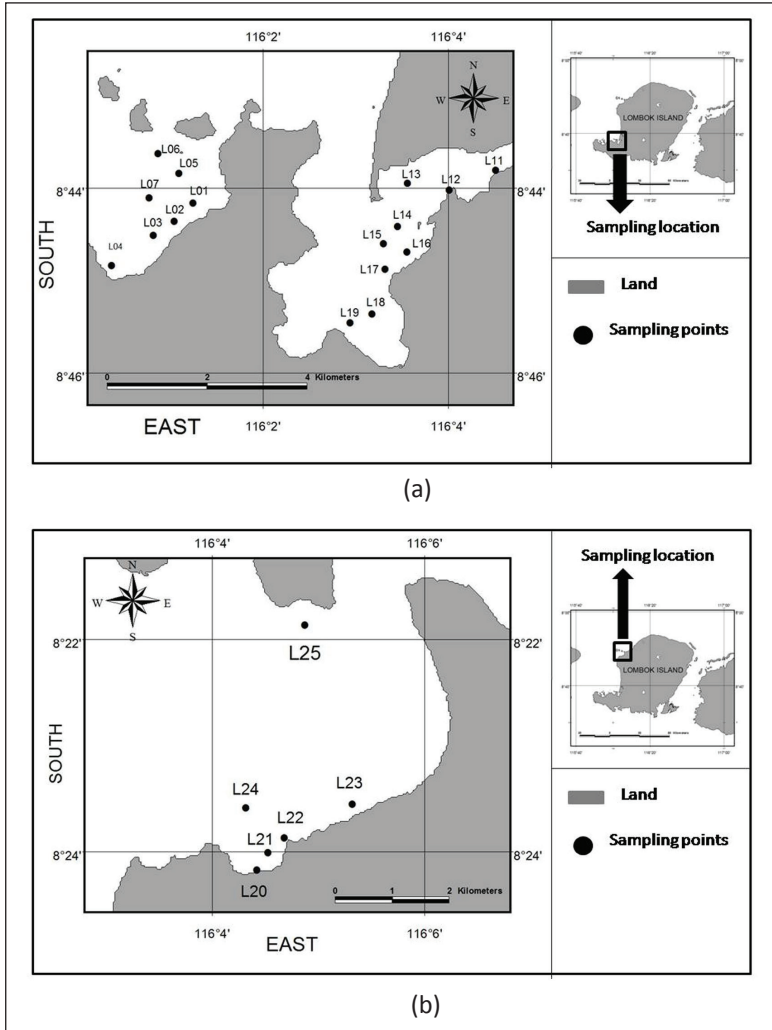 116°2'
116°4'
N
W
E
S
L06
L05
L13
L12
L11
8°44'
8°44'
L07
L01
L02
L03
L14
L15
L16
L04
L17
L19
L18
SOUTH
0 2 4 Kilometers
8°46'
8°46'
116°2'
116°4'
EAST
LOMBOK ISLAND
Sampling location
Land
Sampling points
(a)
116°4'
116°6'
N
W
E
S
8°22'
8°22'
L25
SOUTH
L24
L23
L22
L21
8°24'
8°24'
L20
0 1 2 Kilometers
116°4'
116°6'
EAST
Sampling location
LOMBOK ISLAND
Land
Sampling points
(b)